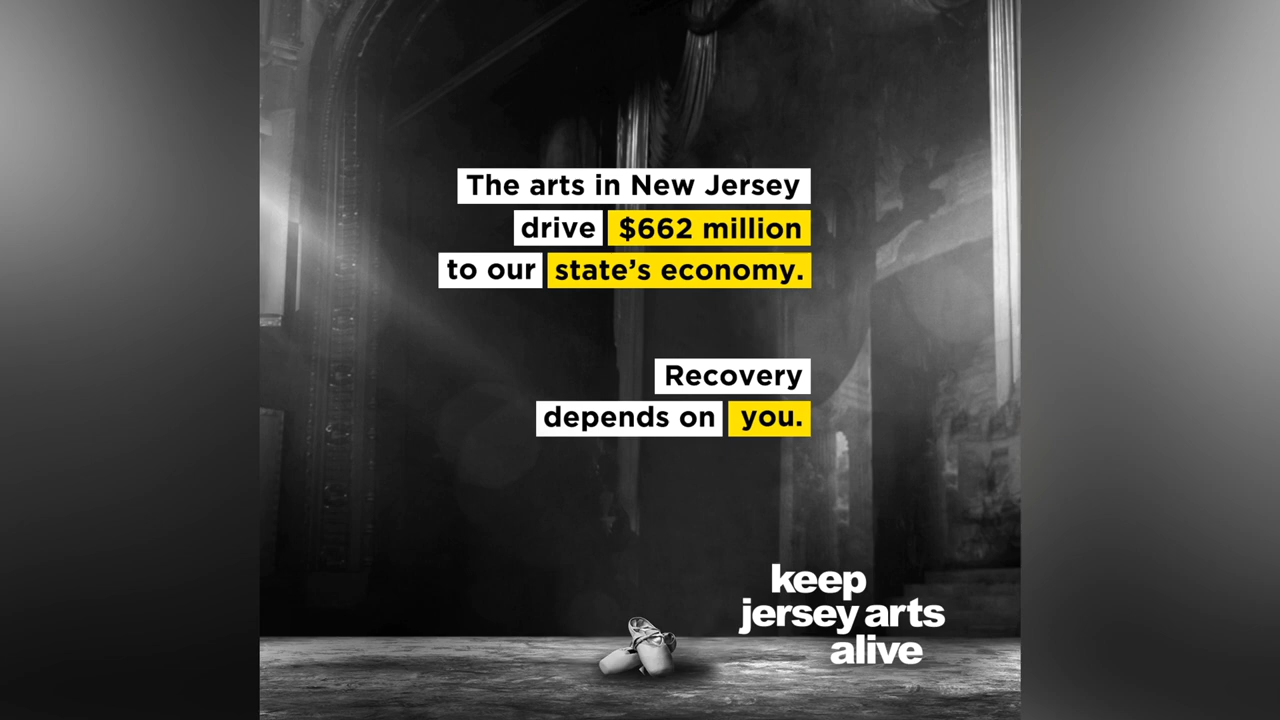 The arts in New Jersey
drive $662 million
to our state’s economy.
Recovery
depends on you.
keep
jersey arts
alive